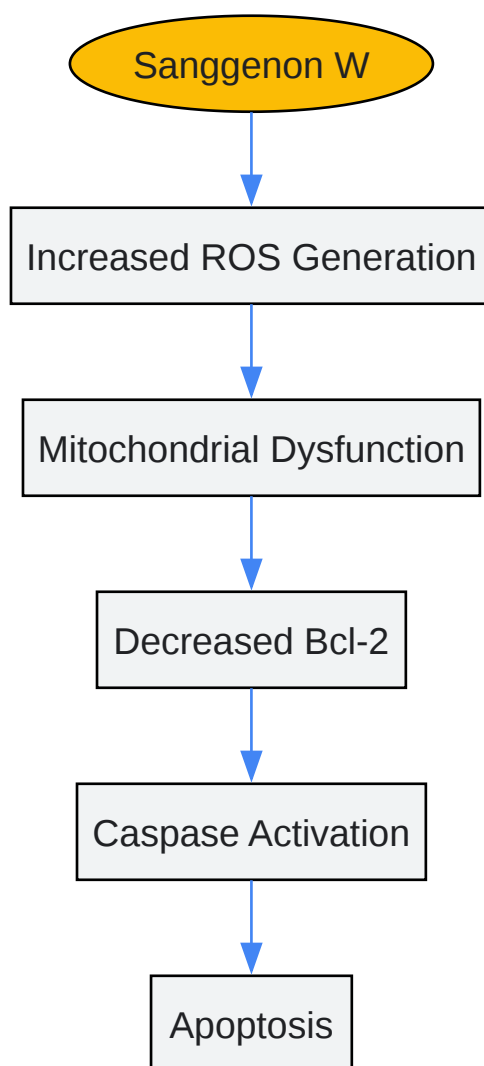 Sanggenon W
Increased ROS Generation
Mitochondrial Dysfunction
Decreased Bcl-2
Caspase Activation
Apoptosis